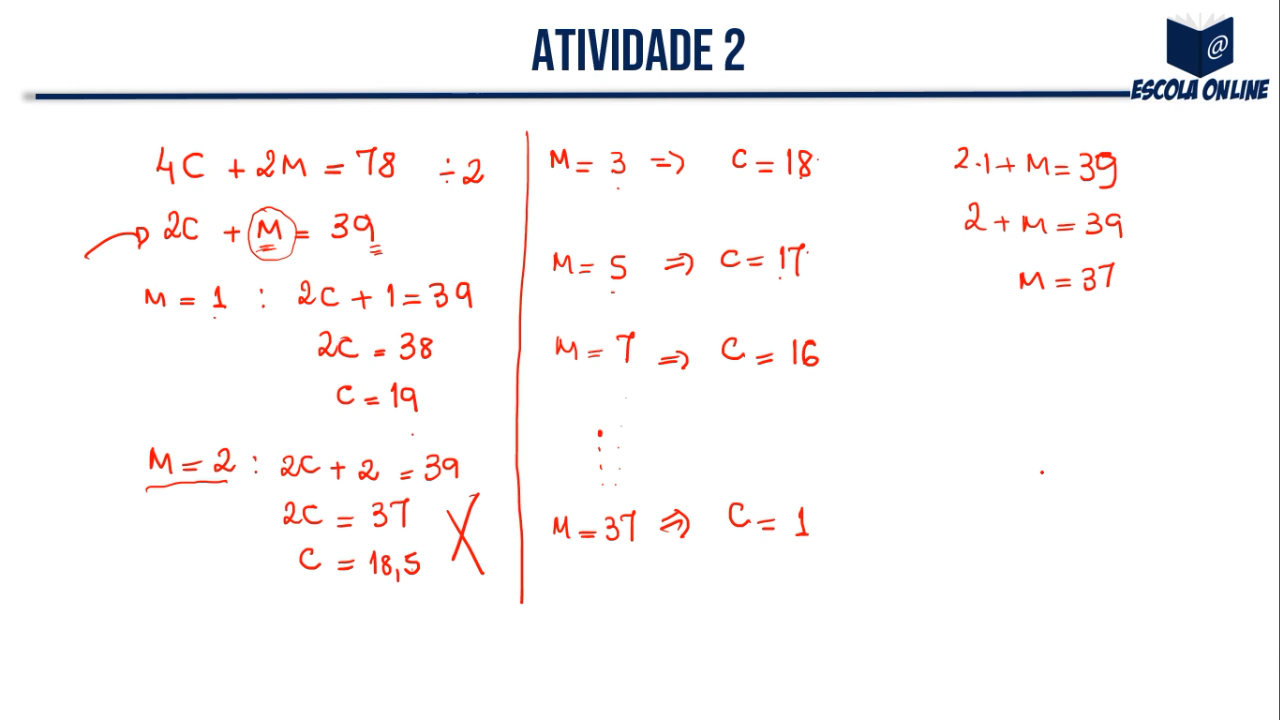 ATIVIDADE 2
@
ESCOLA ONLINE
4C + 2M = 78 ÷2
2C + M = 39
M = 1 : 2C + 1 = 39
2C = 38
C = 19
M = 2 : 2C + 2 = 39
2C = 37
C = 18,5
M = 3 => C = 18
M = 5 => C = 17
M = 7 => C = 16
M = 37 => C = 1
2·1 + M = 39
2 + M = 39
M = 37